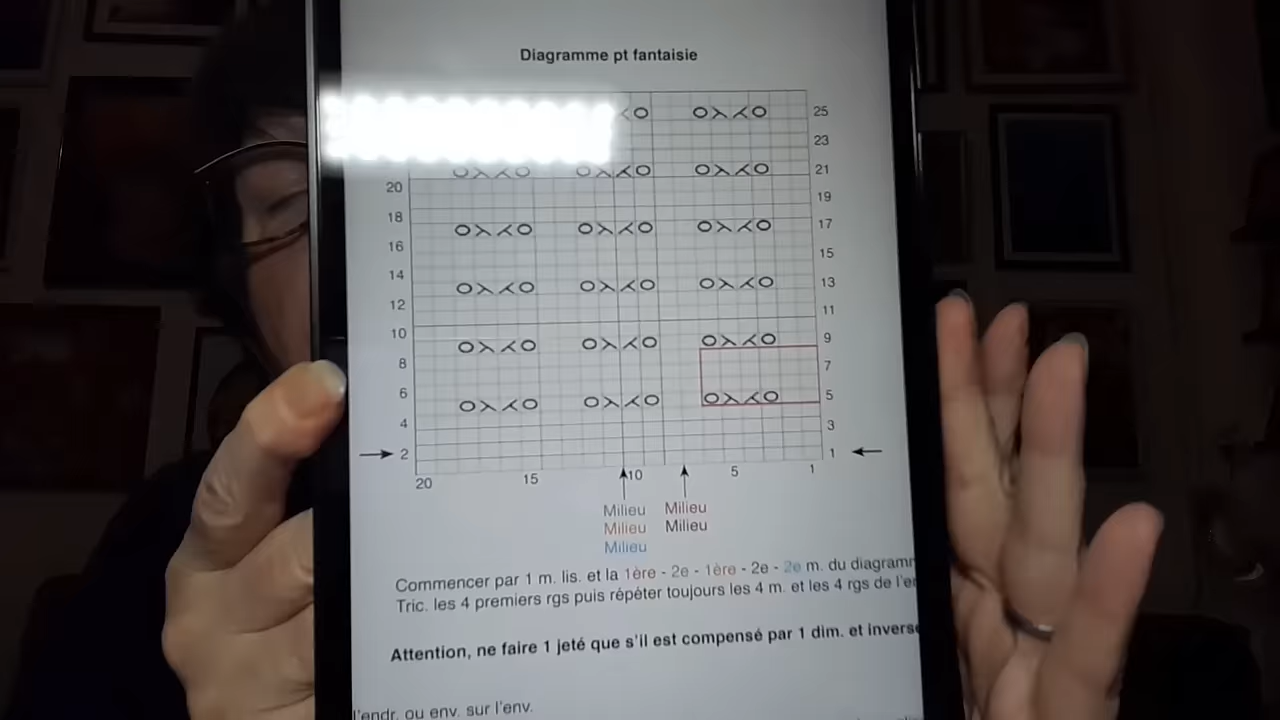 Diagramme pt fantaisie
25
23
21
20
19
18
17
16
15
14
13
12
11
10
9
8
7
6
5
4
3
2
1
20 15 10 5 1
Milieu Milieu
Milieu Milieu
Milieu
Commencer par 1 m. lis. et la 1ère - 2e - 1ère - 2e - 2e m. du
Tric. les 4 premiers rgs puis répéter toujours les 4 m. et les 4 rgs de
Attention, ne faire 1 jeté que s'il est compensé par 1 dim. et
l'endr. ou env. sur l'env.